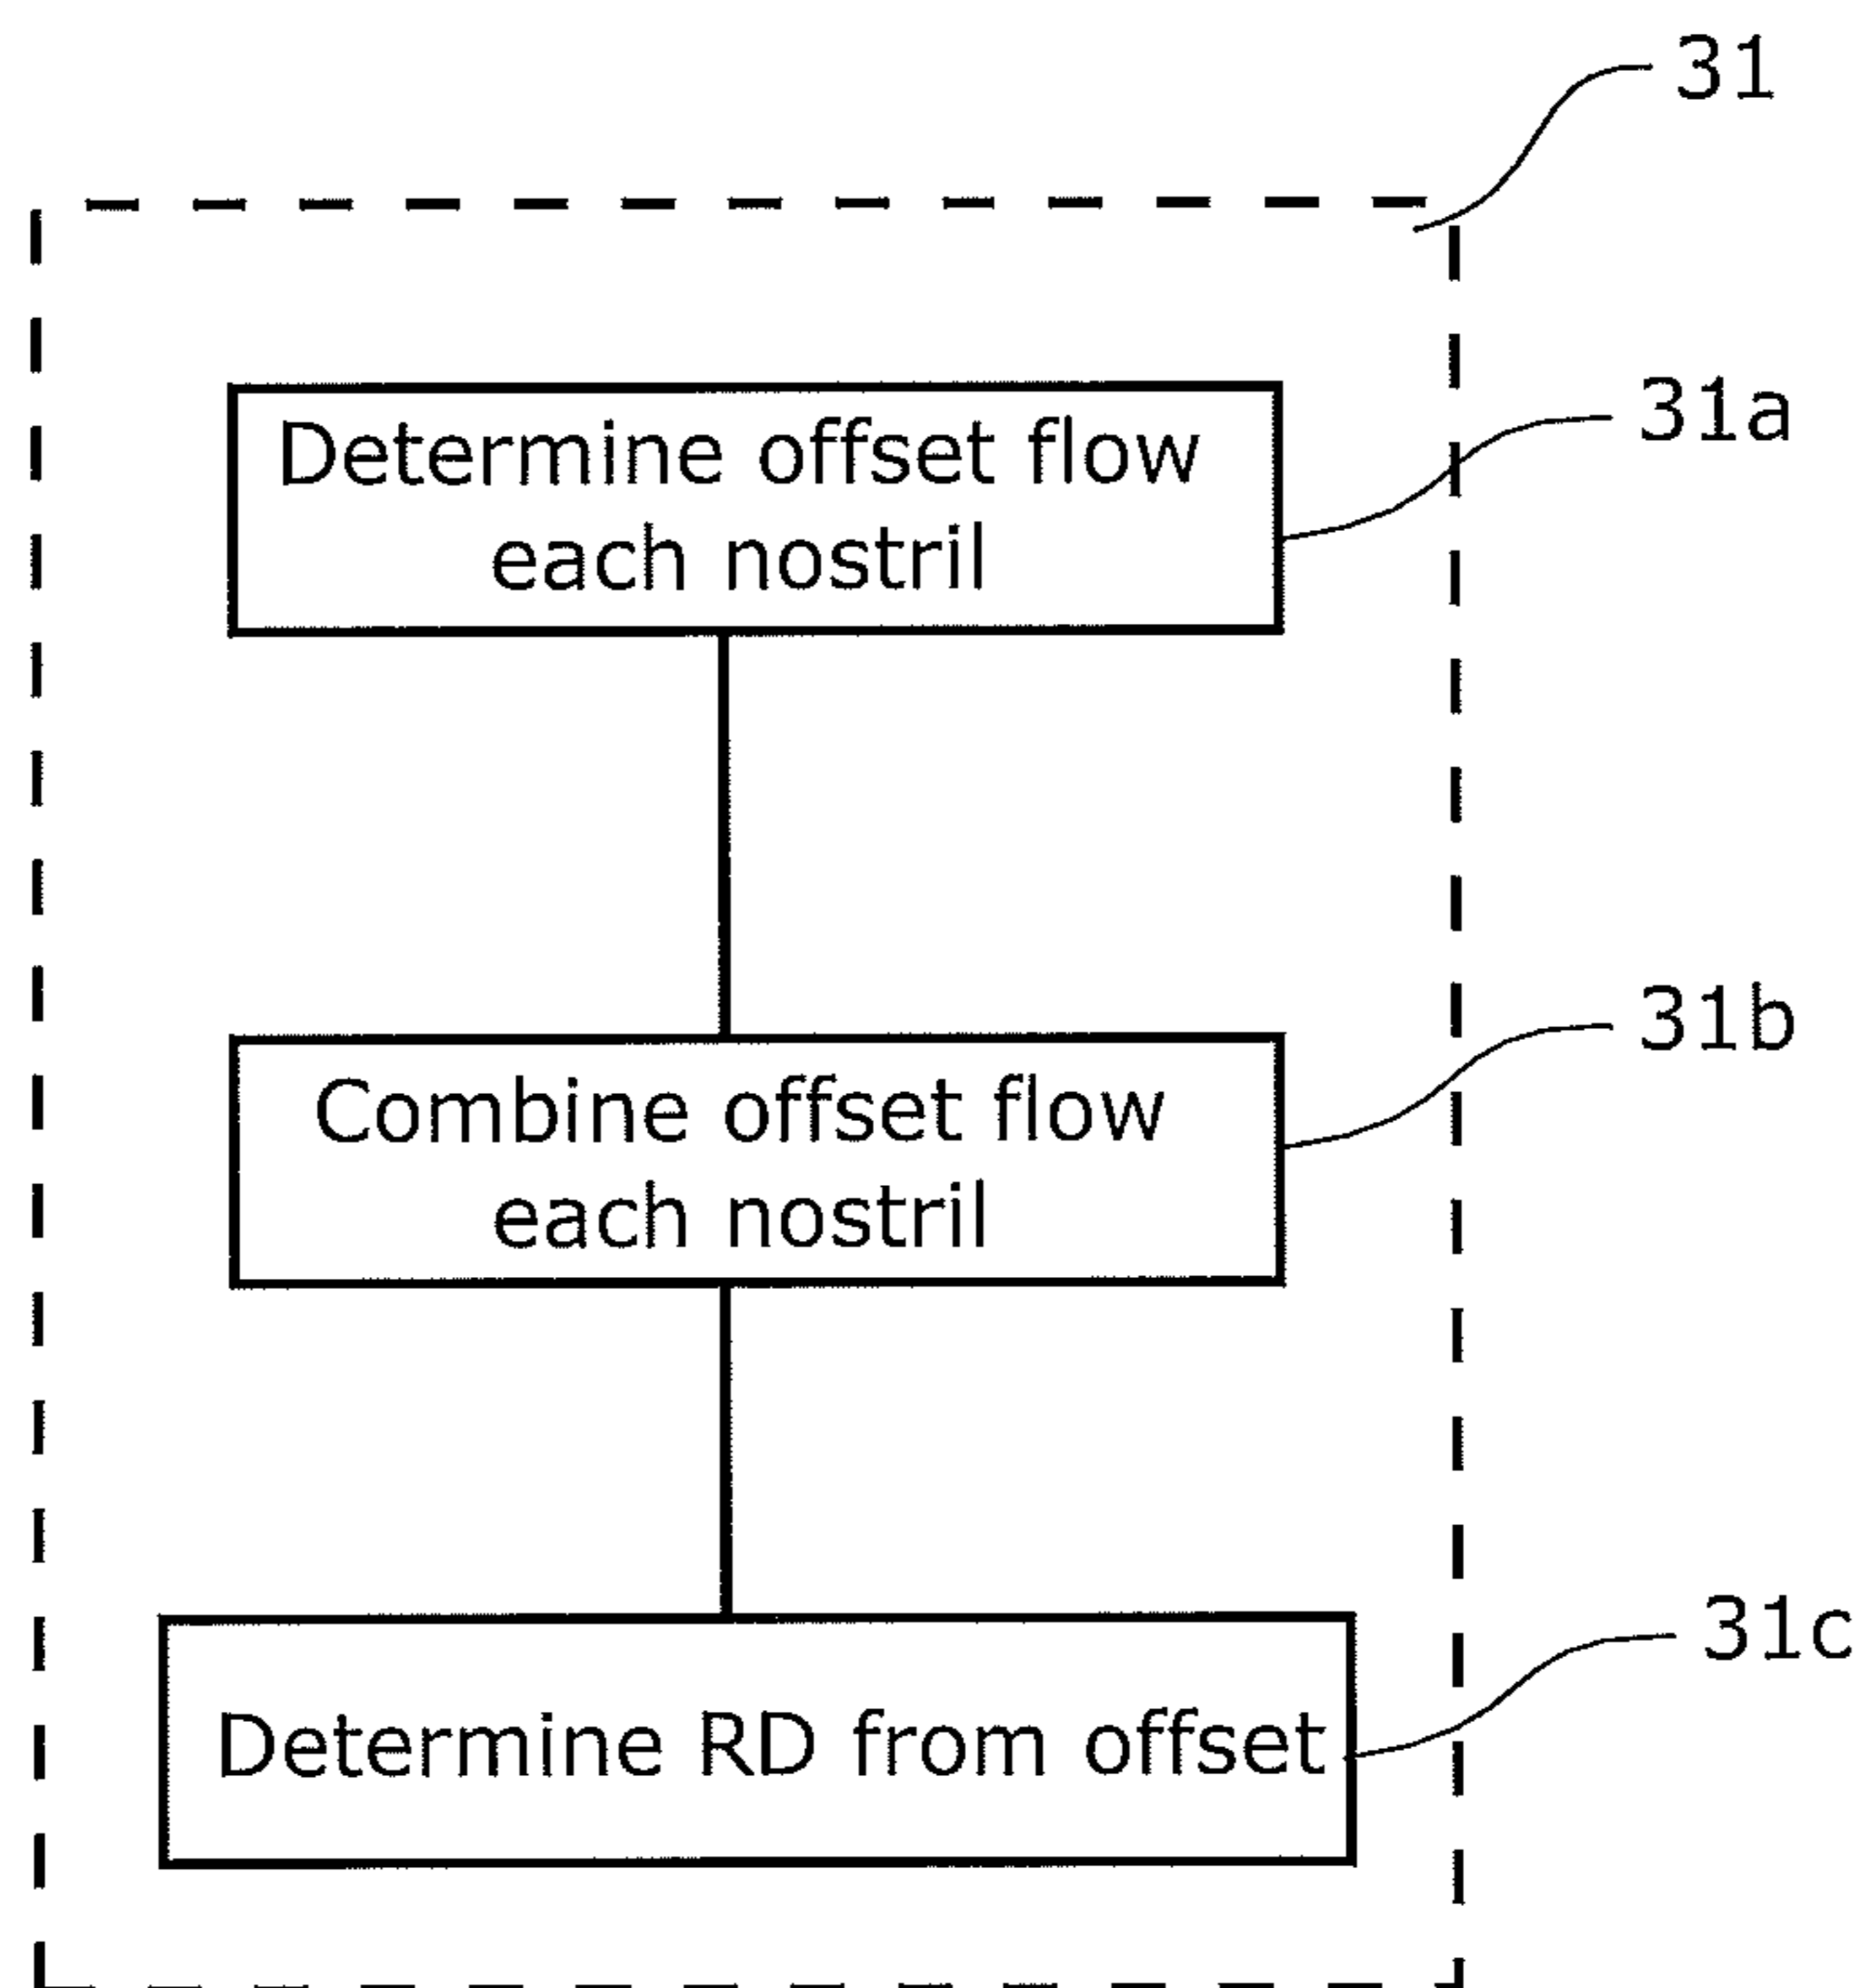 31
Determine offset flow
each nostril
31a
Combine offset flow
each nostril
31b
Determine RD from offset
31c